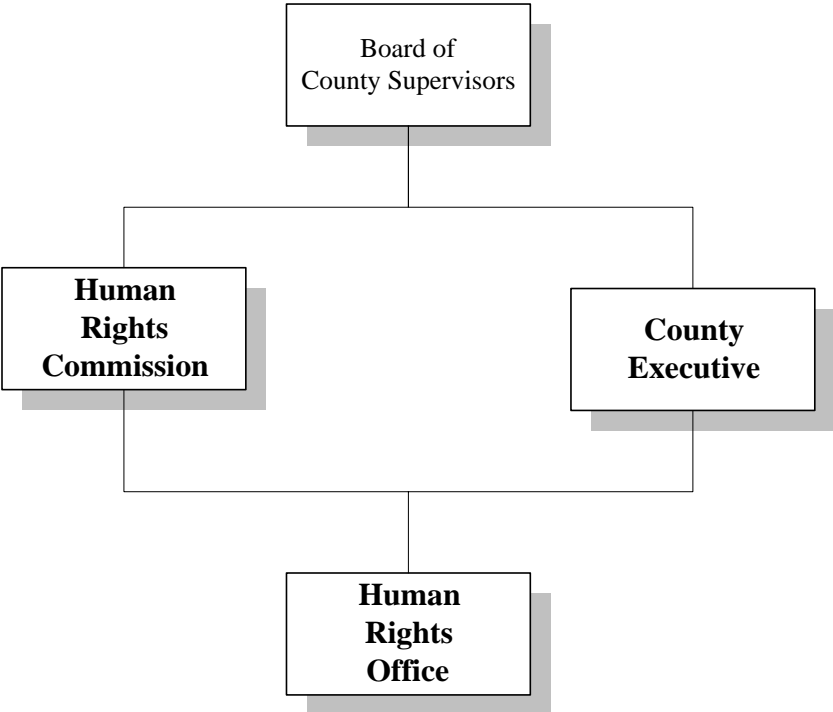 Board of
County Supervisors
Human
Rights
Commission
County
Executive
Human
Rights
Office